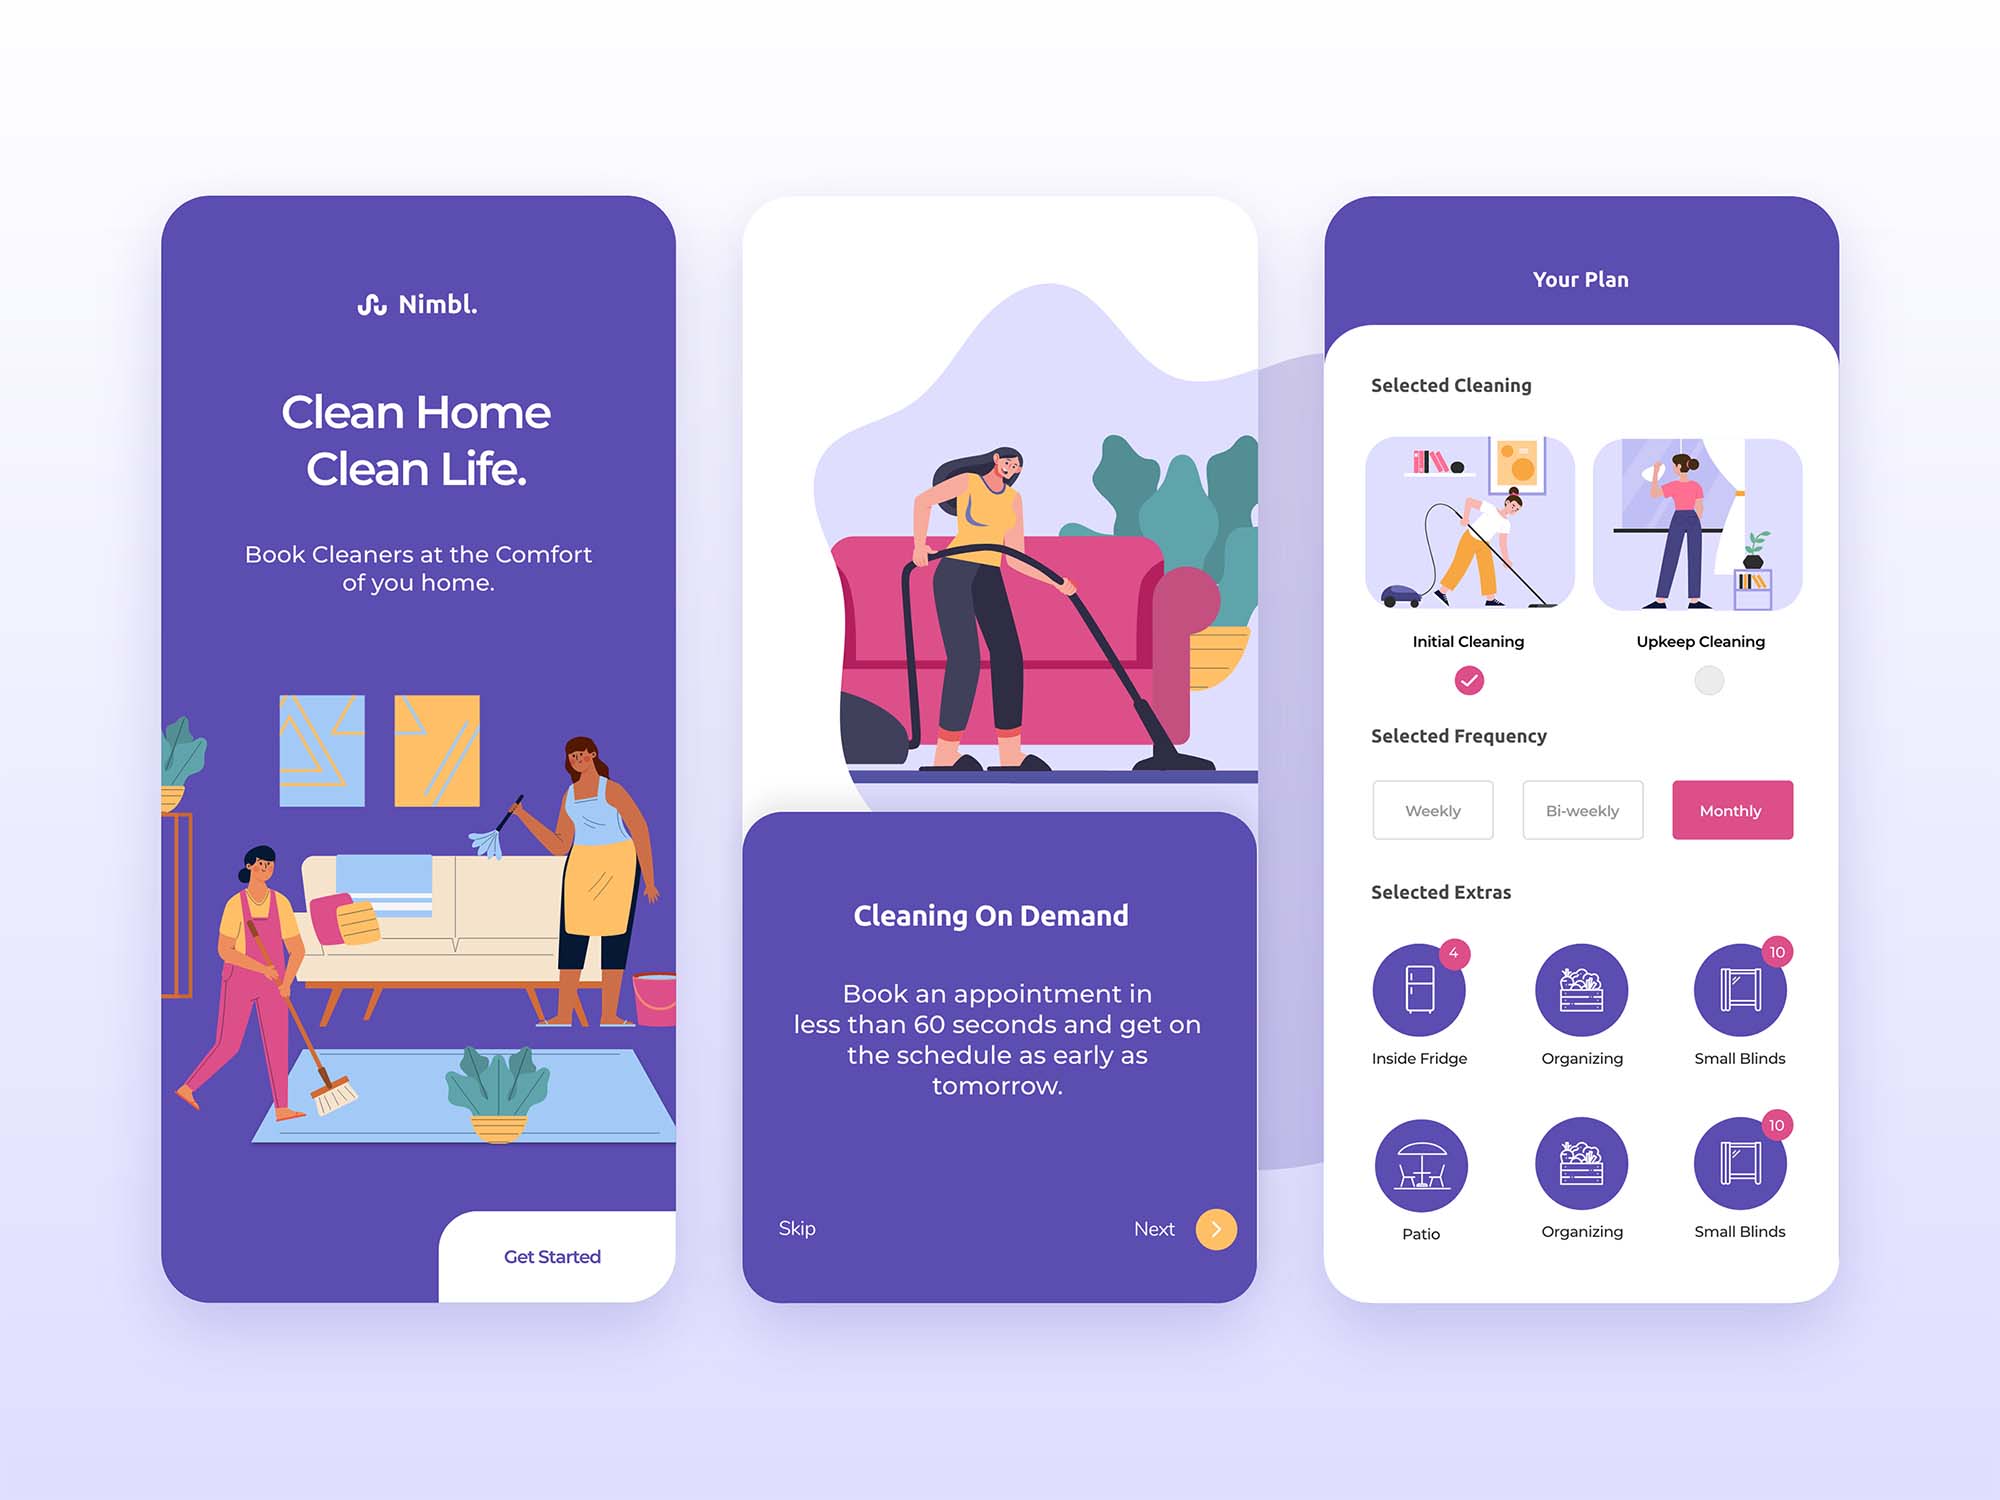 Nimbl.
Clean Home
Clean Life.
Book Cleaners at the Comfort
of you home.
Get Started
Cleaning On Demand
Book an appointment in
less than 60 seconds and get on
the schedule as early as
tomorrow.
Skip
Next
Your Plan
Selected Cleaning
Initial Cleaning
Upkeep Cleaning
Selected Frequency
Weekly
Bi-weekly
Monthly
Selected Extras
4
10
Inside Fridge
Organizing
Small Blinds
10
Patio
Organizing
Small Blinds